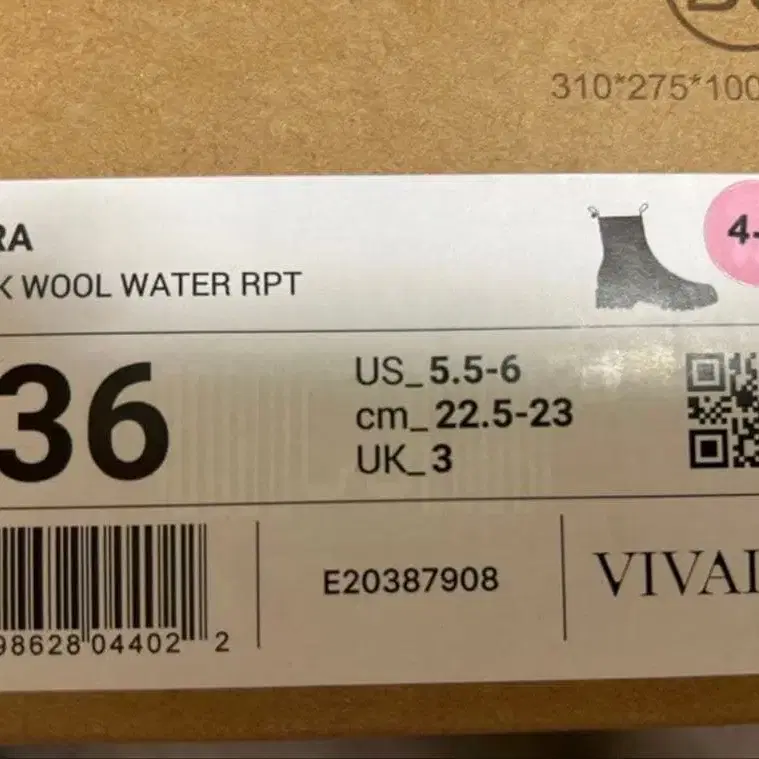 310*275*100
RA
K WOOL WATER RPT
4-
36
US_5.5-6
cm_22.5-23
UK_3
98628 04402 2
E20387908
VIVAI